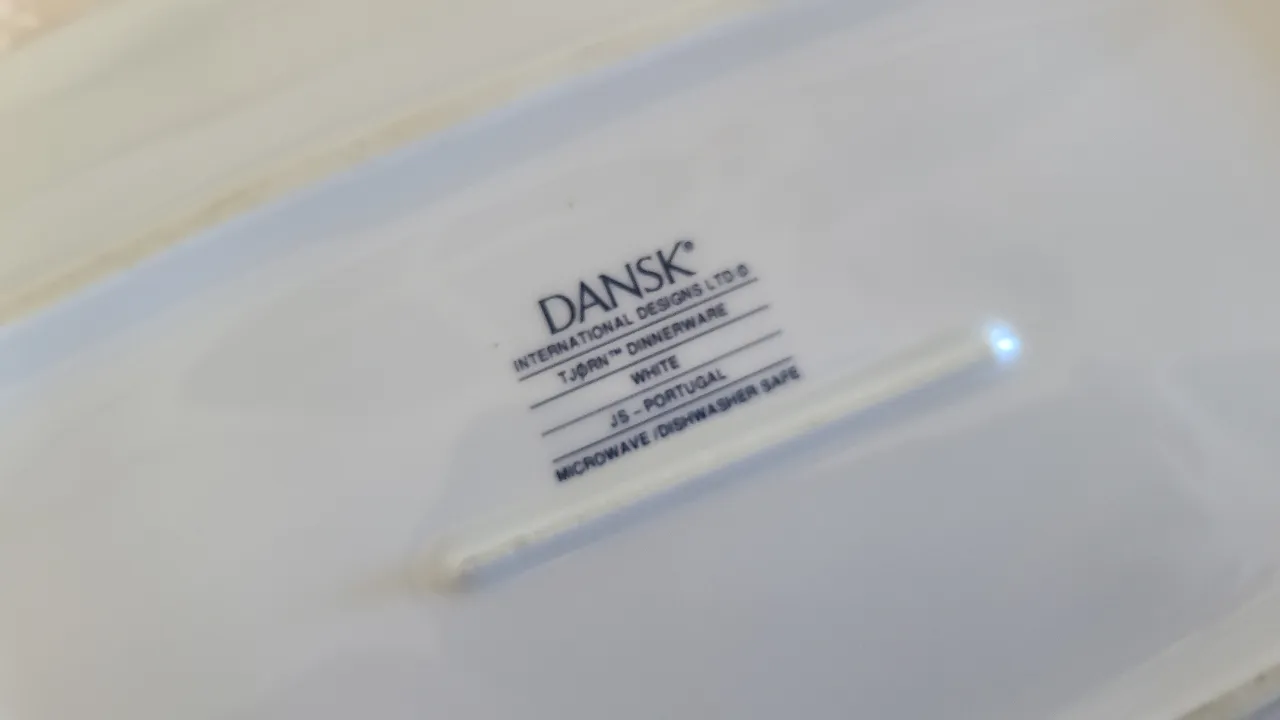 DANSK®
INTERNATIONAL DESIGNS LTD ©
TJØRN™ DINNERWARE
WHITE
JS - PORTUGAL
MICROWAVE /DISHWASHER SAFE